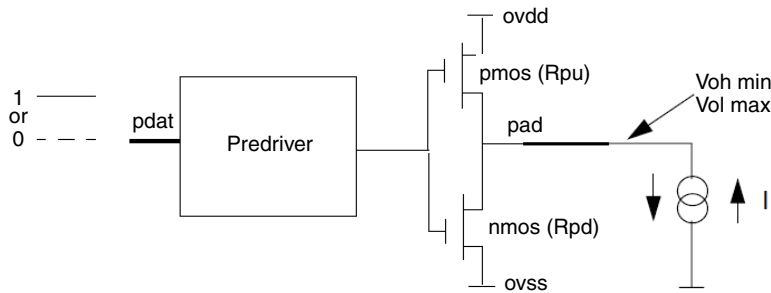 ovdd
pmos (Rpu)
Voh min
Vol max
1
or
0
pdat
Predriver
pad
I
nmos (Rpd)
ovss